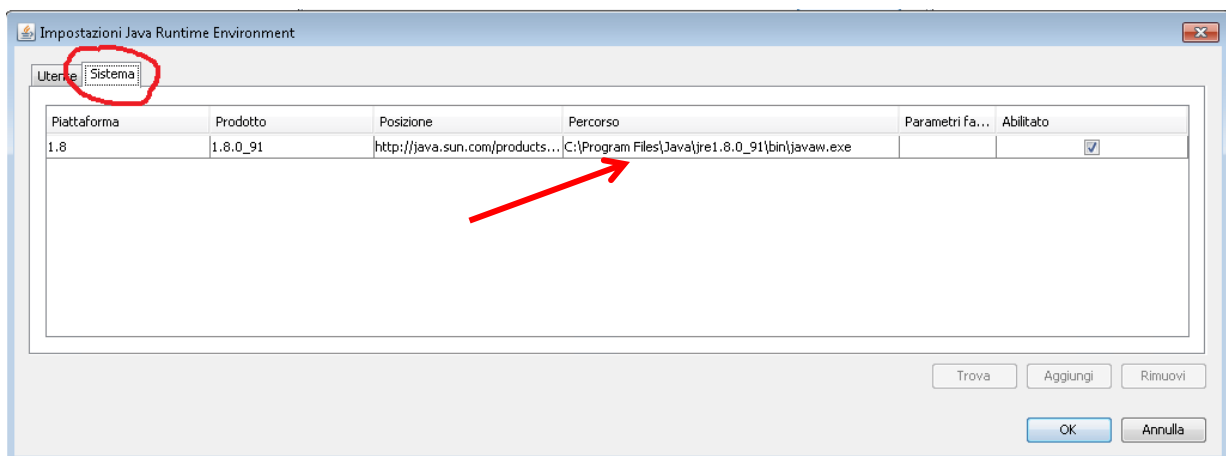 Impostazioni Java Runtime Environment
Utente Sistema
Piattaforma Prodotto Posizione Percorso Parametri fa... Abilitato
1.8 1.8.0_91 http://java.sun.com/products... C:\Program Files\Java\jre1.8.0_91\bin\javaw.exe
Trova Aggiungi Rimuovi
OK Annulla